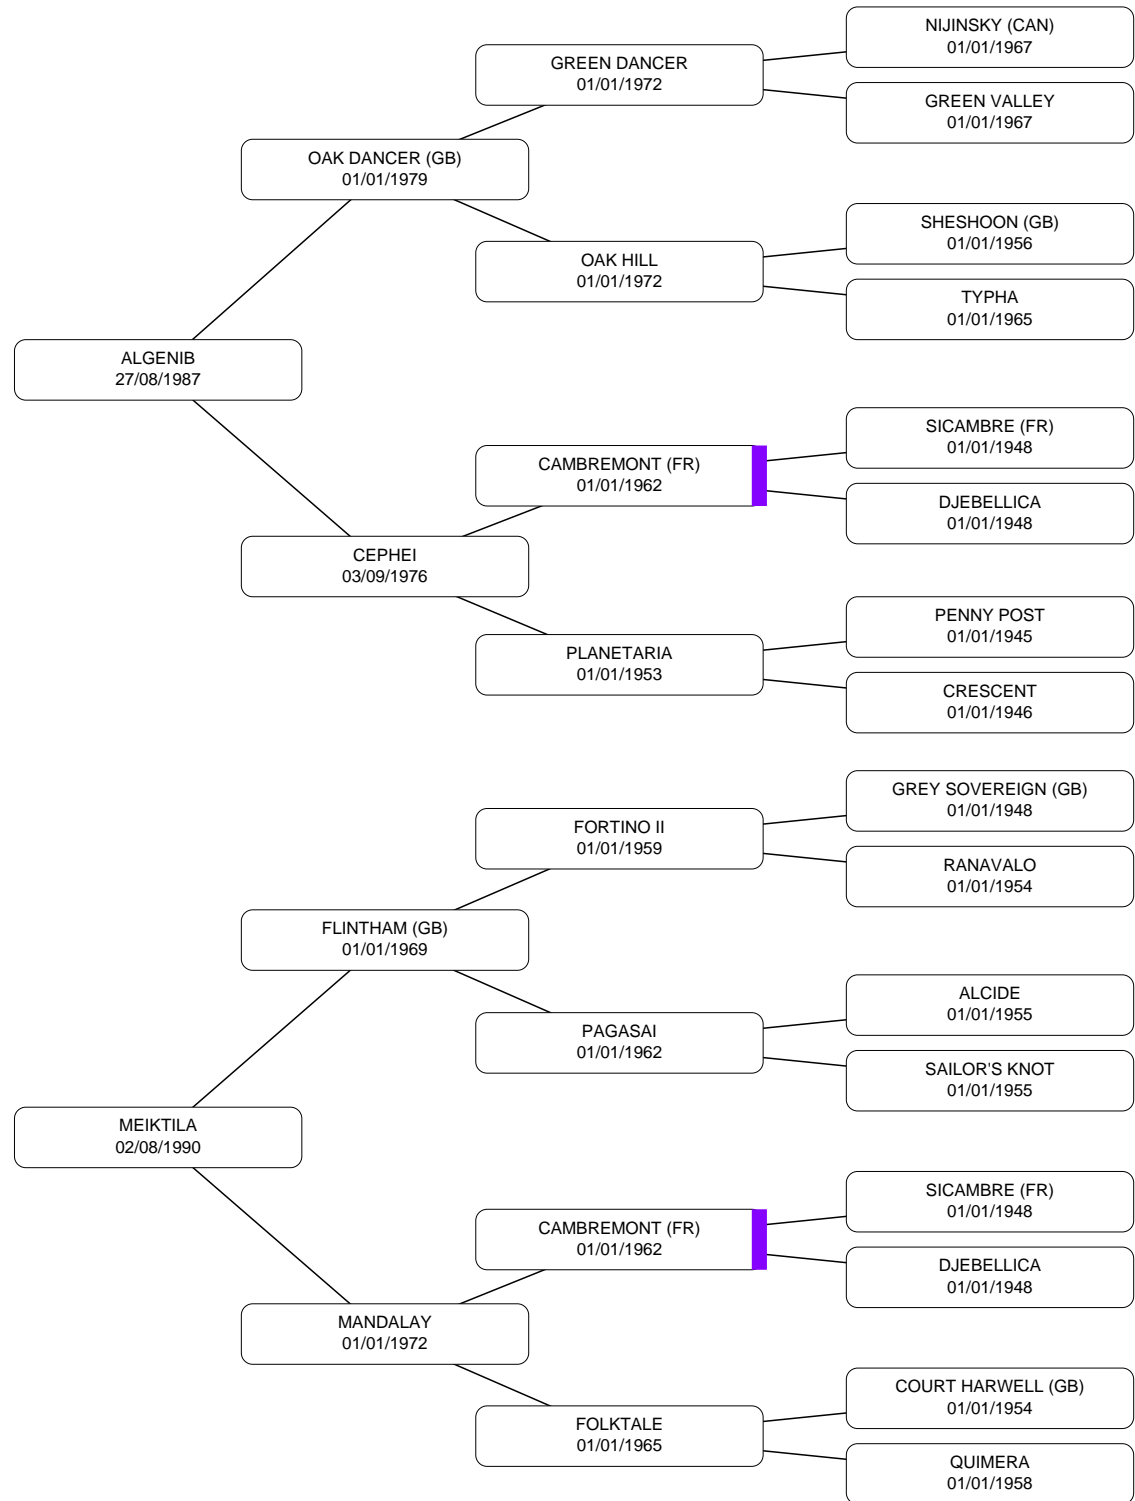 NIJINSKY (CAN)
01/01/1967
GREEN DANCER
01/01/1972
GREEN VALLEY
01/01/1967
OAK DANCER (GB)
01/01/1979
SHESHOON (GB)
01/01/1956
OAK HILL
01/01/1972
TYPHA
01/01/1965
ALGENIB
27/08/1987
SICAMBRE (FR)
01/01/1948
CAMBREMONT (FR)
01/01/1962
DJEBELLICA
01/01/1948
CEPHEI
03/09/1976
PENNY POST
01/01/1945
PLANETARIA
01/01/1953
CRESCENT
01/01/1946
GREY SOVEREIGN (GB)
01/01/1948
FORTINO II
01/01/1959
RANAVALO
01/01/1954
FLINTHAM (GB)
01/01/1969
ALCIDE
01/01/1955
PAGASAI
01/01/1962
SAILOR'S KNOT
01/01/1955
MEIKTILA
02/08/1990
SICAMBRE (FR)
01/01/1948
CAMBREMONT (FR)
01/01/1962
DJEBELLICA
01/01/1948
MANDALAY
01/01/1972
COURT HARWELL (GB)
01/01/1954
FOLKTALE
01/01/1965
QUIMERA
01/01/1958